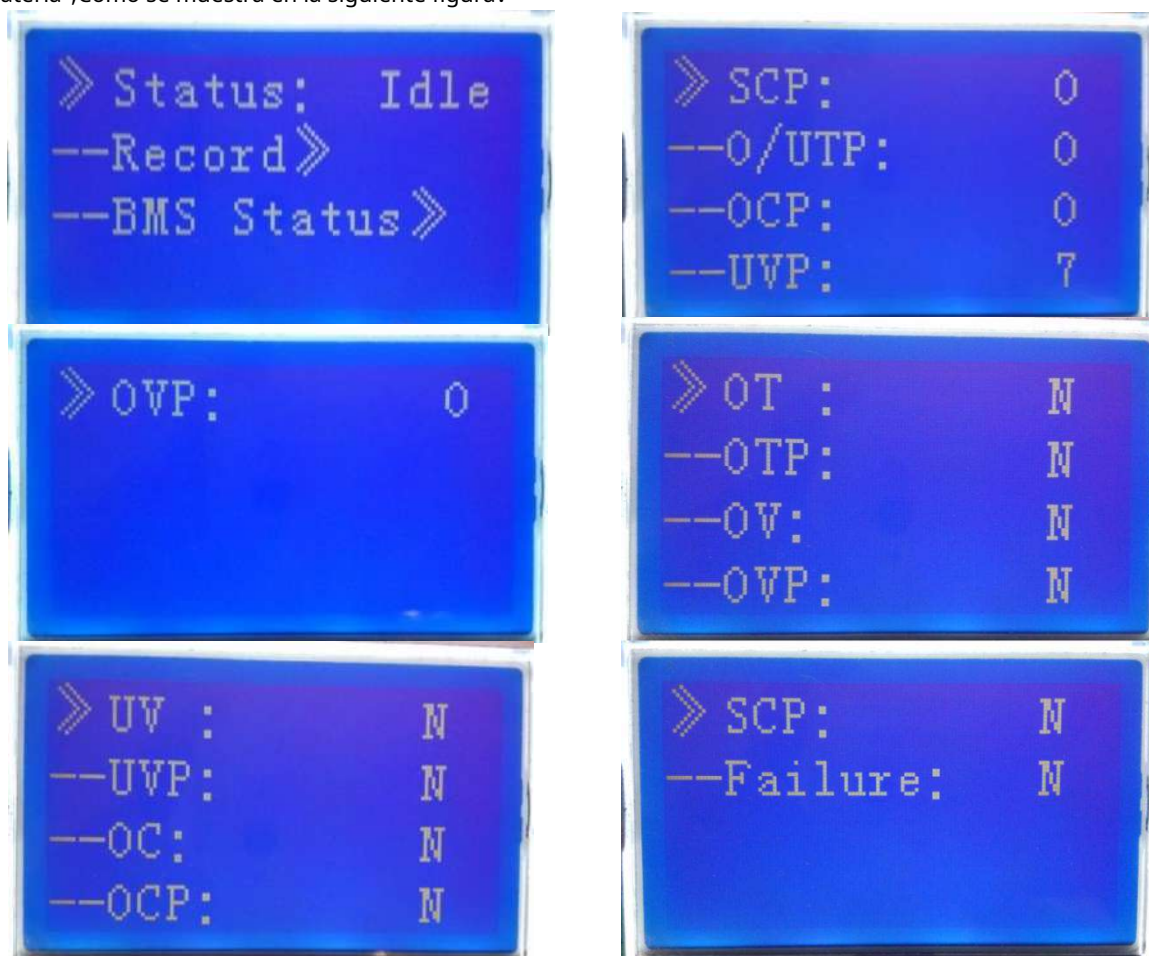 como se muestra en la siguiente figura
» Status: Idle
--Record»
--BMS Status»
» SCP: 0
--O/UTP: 0
--OCP: 0
--UVP: 7
» OVP: 0
» OT : N
--OTP: N
--OV: N
--OVP: N
» UV : N
--UVP: N
--OC: N
--OCP: N
» SCP: N
--Failure: N